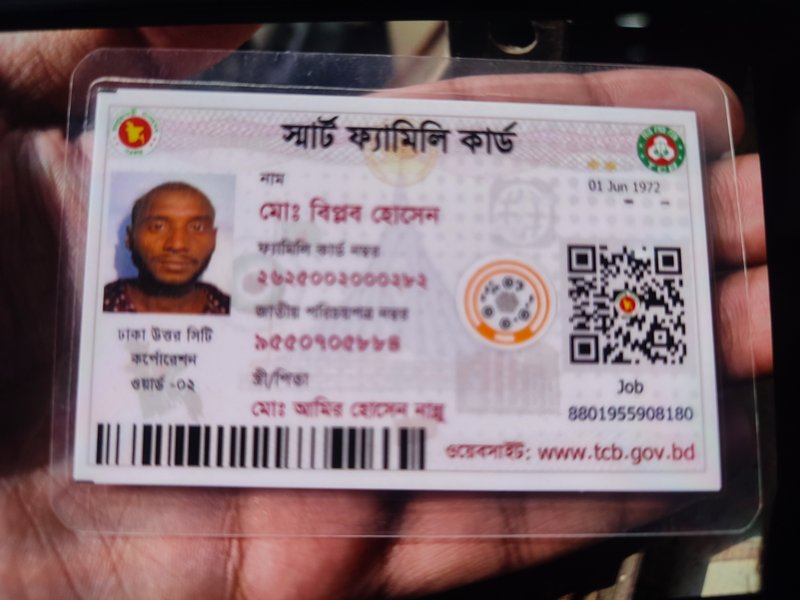 স্মার্ট ফ্যামিলি কার্ড
01 Jun 1972
নাম
মোঃ বিপ্লব হোসেন
ফ্যামিলি কার্ড নম্বর
২৬২৫০০২০০০২৮২
জাতীয় পরিচয়পত্র নম্বর
৯৫৫০৭০৫৮৮৪
স্ত্রী/পিতা
মোঃ আমির হোসেন নান্নু
ঢাকা উত্তর সিটি
কর্পোরেশন
ওয়ার্ড -০২
Job
8801955908180
ওয়েবসাইট: www.tcb.gov.bd